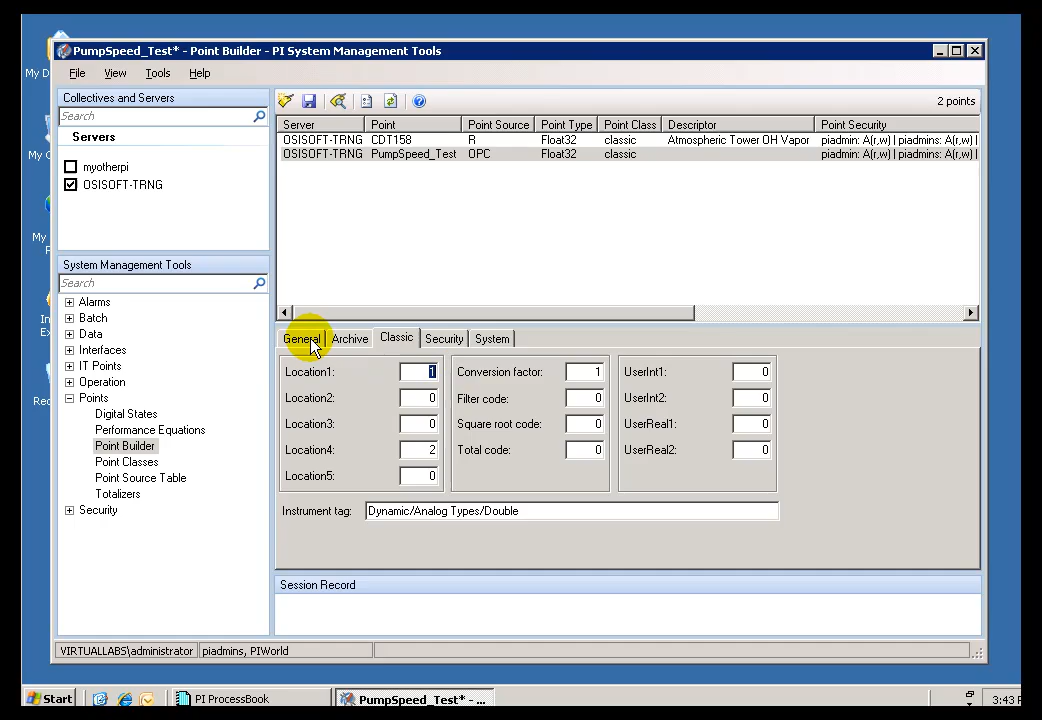 My D
My C
My
P
In
Ex
Rec
PumpSpeed_Test* - Point Builder - PI System Management Tools
File View Tools Help
Collectives and Servers
Search
Servers
myotherpi
OSISOFT-TRNG
System Management Tools
Search
Alarms
Batch
Data
Interfaces
IT Points
Operation
Points
Digital States
Performance Equations
Point Builder
Point Classes
Point Source Table
Totalizers
Security
2 points
Server Point Point Source Point Type Point Class Descriptor Point Security
OSISOFT-TRNG CDT158 R Float32 classic Atmospheric Tower OH Vapor piadmin: A(r,w) | piadmins: A(r,w) |
OSISOFT-TRNG PumpSpeed_Test OPC Float32 classic piadmin: A(r,w) | piadmins: A(r,w) |
General Archive Classic Security System
Location1: 1 Conversion factor: 1 UserInt1: 0
Location2: 0 Filter code: 0 UserInt2: 0
Location3: 0 Square root code: 0 UserReal1: 0
Location4: 2 Total code: 0 UserReal2: 0
Location5: 0
Instrument tag: Dynamic/Analog Types/Double
Session Record
VIRTUALLABS\administrator piadmins, PIWorld
Start PI ProcessBook PumpSpeed_Test* - ... 3:43 P